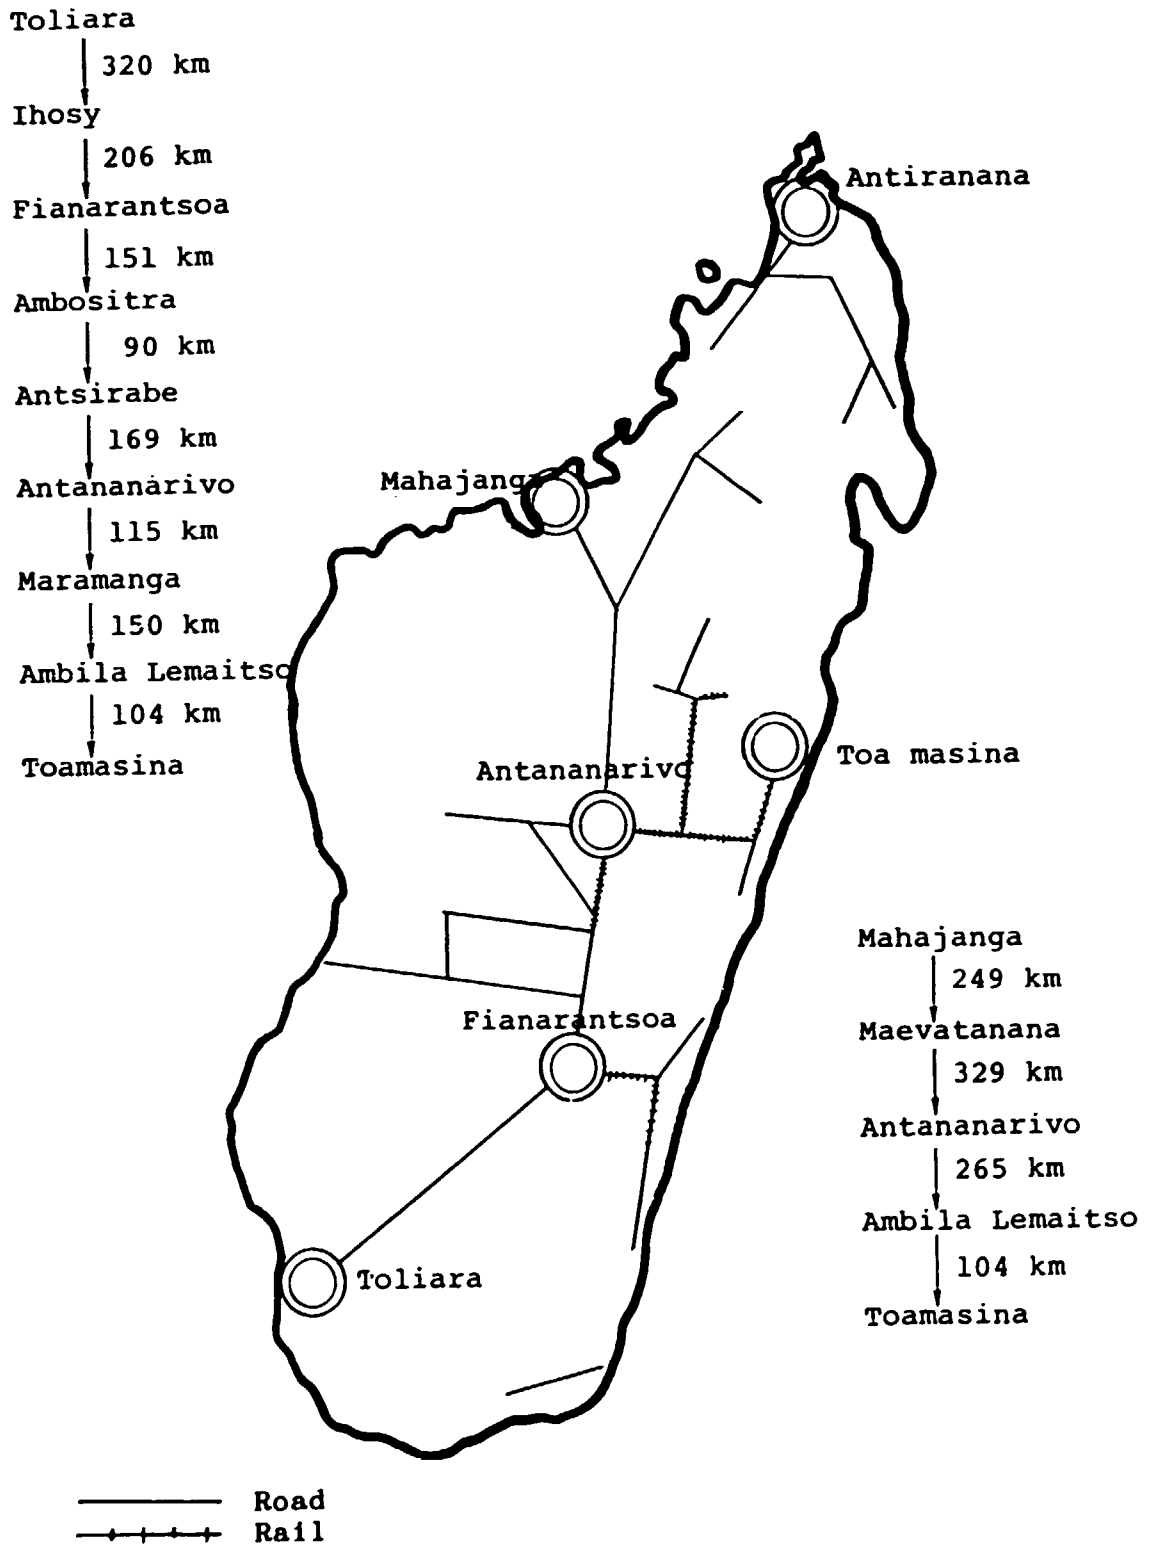 Toliara
320 km
Ihosy
206 km
Fianarantsoa
151 km
Ambositra
90 km
Antsirabe
169 km
Antananarivo
115 km
Maramanga
150 km
Ambila Lemaitso
104 km
Toamasina
Antiranana
Mahajanga
Antananarivo
Toa masina
Fianarantsoa
Toliara
Mahajanga
249 km
Maevatanana
329 km
Antananarivo
265 km
Ambila Lemaitso
104 km
Toamasina
Road
Rail